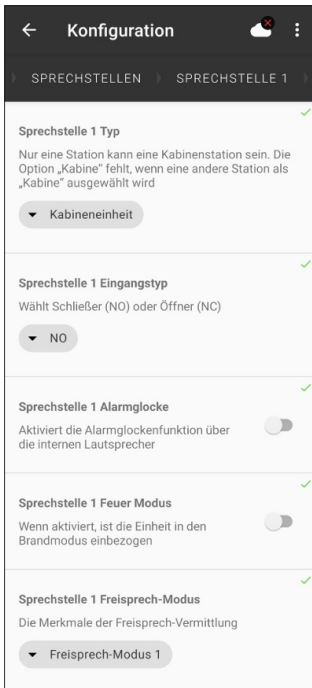 Konfiguration
SPRECHSTELLEN SPRECHSTELLE 1
Sprechstelle 1 Typ
Nur eine Station kann eine Kabinenstation sein. Die
Option „Kabine“ fehlt, wenn eine andere Station als
„Kabine“ ausgewählt wird
Kabineneinheit
Sprechstelle 1 Eingangstyp
Wählt Schließer (NO) oder Öffner (NC)
NO
Sprechstelle 1 Alarmglocke
Aktiviert die Alarmglockenfunktion über
die internen Lautsprecher
Sprechstelle 1 Feuer Modus
Wenn aktiviert, ist die Einheit in den
Brandmodus einbezogen
Sprechstelle 1 Freisprech-Modus
Die Merkmale der Freisprech-Vermittlung
Freisprech-Modus 1